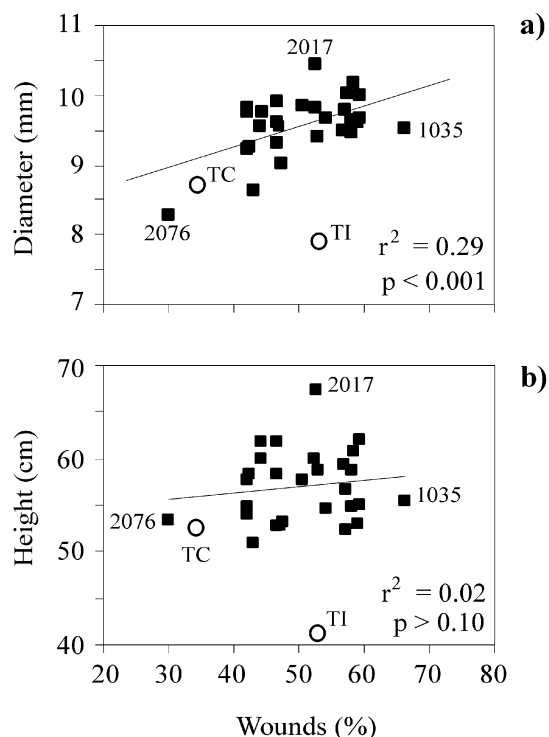 a)
11
10
9
8
7
Diameter (mm)
2017
1035
TC
2076
TI
r² = 0.29
p < 0.001
b)
70
60
50
40
Height (cm)
2017
1035
2076
TC
TI
r² = 0.02
p > 0.10
20 30 40 50 60 70 80
Wounds (%)